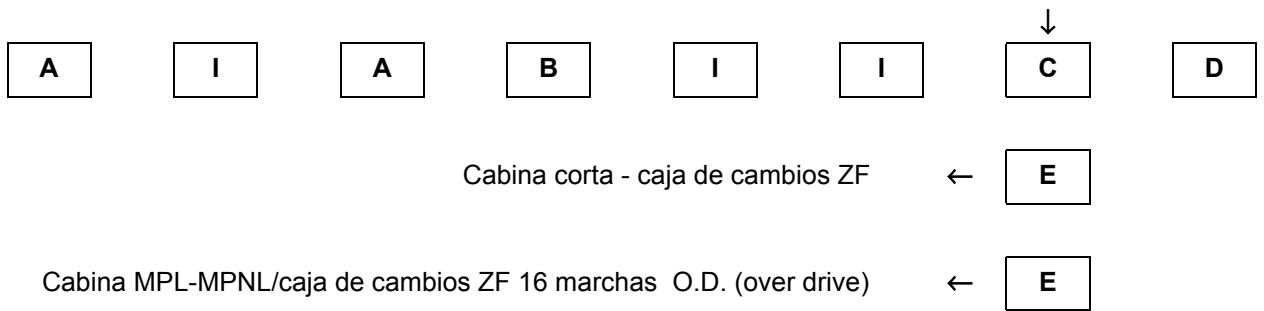 ↓
A I A B I I C D
Cabina corta - caja de cambios ZF ← E
Cabina MPL-MPNL/caja de cambios ZF 16 marchas O.D. (over drive) ← E